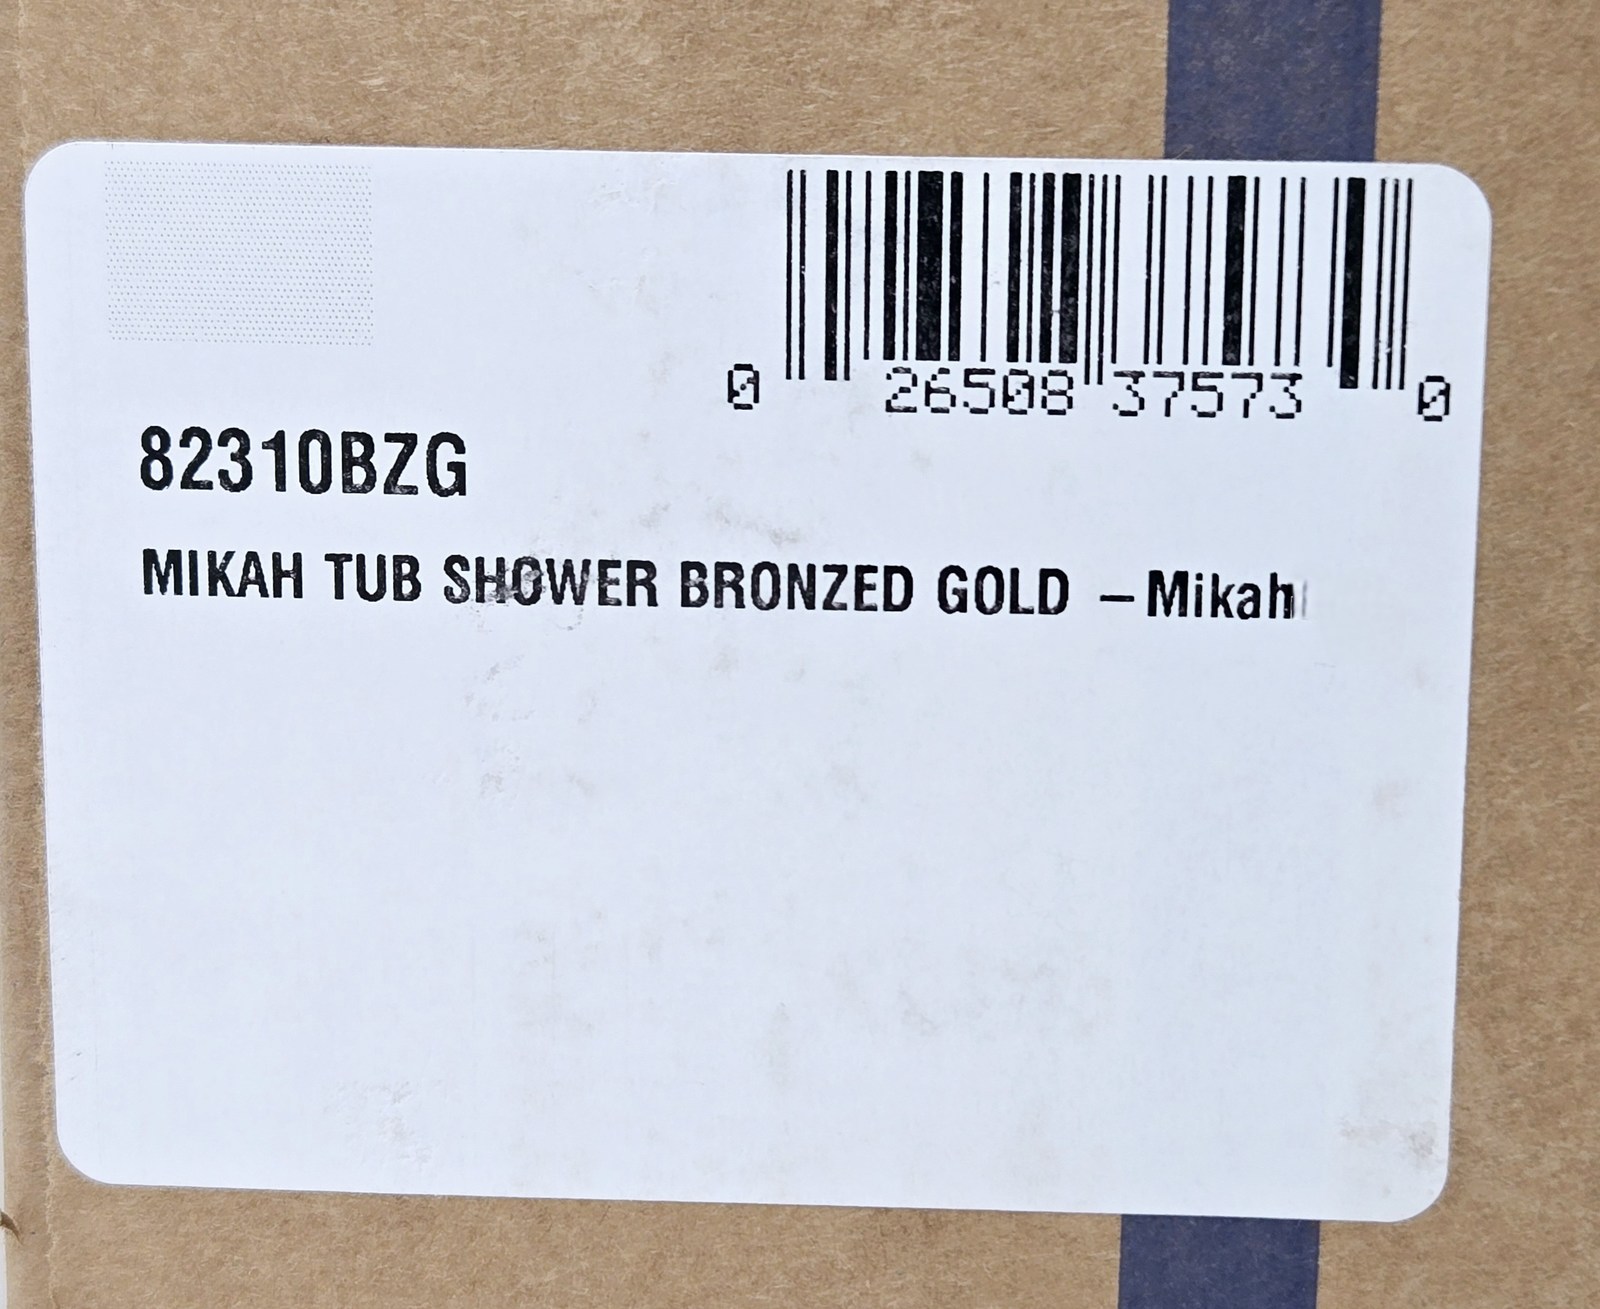 0 26508 37573 0
82310BZG
MIKAH TUB SHOWER BRONZED GOLD – Mikah